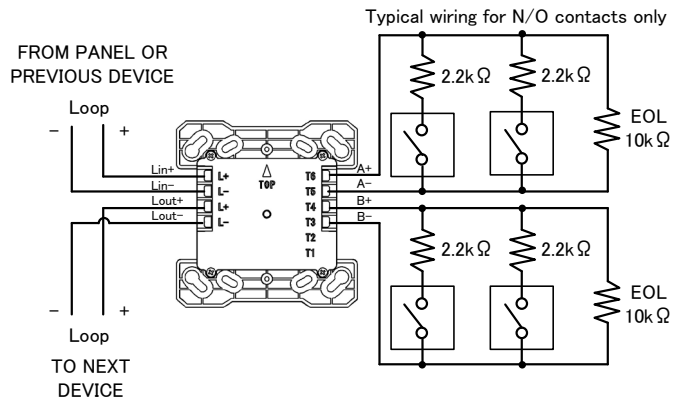 Typical wiring for N/O contacts only
FROM PANEL OR
PREVIOUS DEVICE
Loop
- +
Lin+
Lin-
Lout+
Lout-
L+
L-
L+
L-
TOP
T6
T5
T4
T3
T2
T1
A+
A-
B+
B-
2.2kΩ
2.2kΩ
EOL
10kΩ
2.2kΩ
2.2kΩ
EOL
10kΩ
- +
Loop
TO NEXT
DEVICE